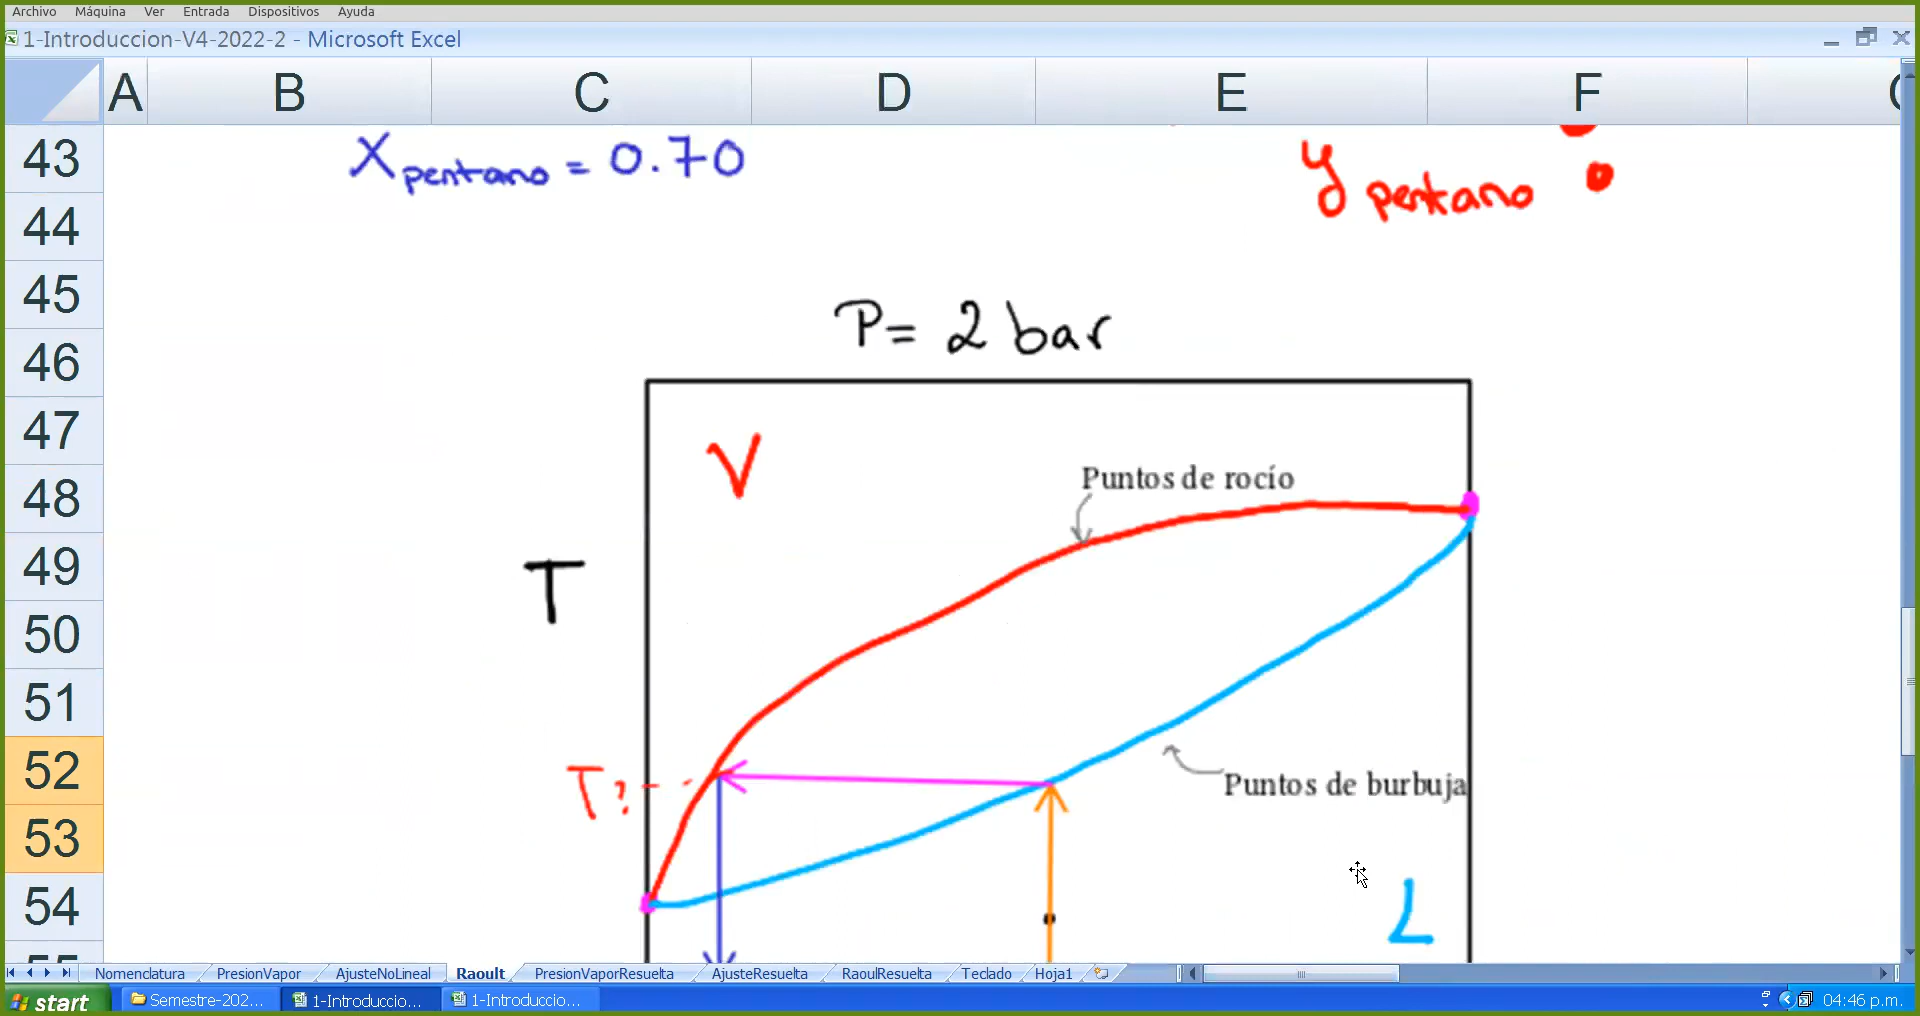 Archivo Máquina Ver Entrada Dispositivos Ayuda
1-Introduccion-V4-2022-2 - Microsoft Excel
A B C D E F
43
44
45
46
47
48
49
50
51
52
53
54
x pentano = 0.70
y pentano
P = 2 bar
V
Puntos de rocío
T
T?
Puntos de burbuja
L
Nomenclatura PresionVapor AjusteNoLineal Raoult PresionVaporResuelta AjusteResuelta RaoulResuelta Teclado Hoja1
start Semestre-202... 1-Introduccio... 1-Introduccio... 04:46 p.m.